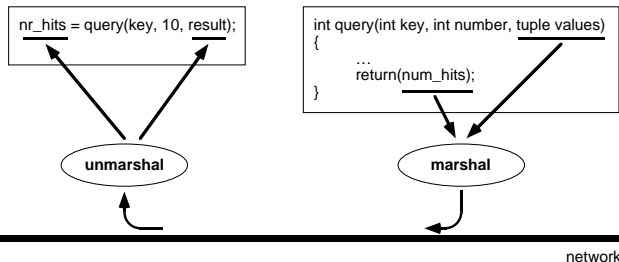 nr_hits = query(key, 10, result);
int query(int key, int number, tuple values)
{
…
return(num_hits);
}
unmarshal
marshal
network